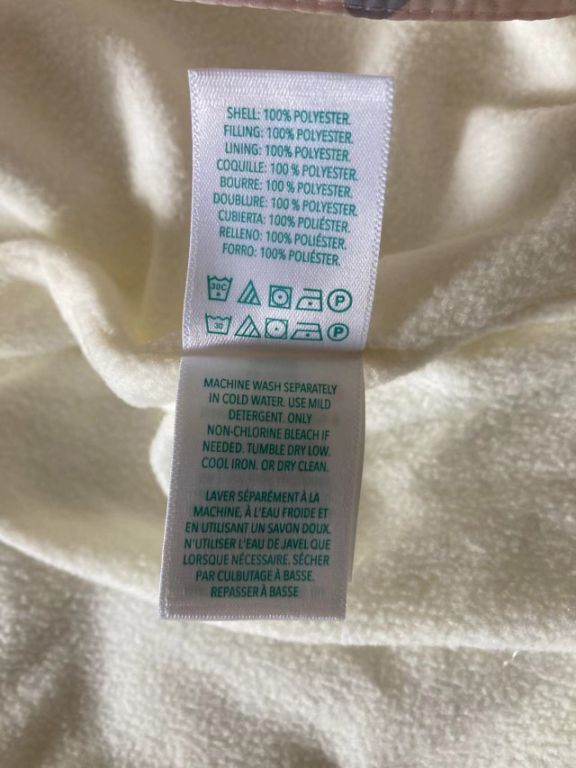 SHELL: 100% POLYESTER.
FILLING: 100% POLYESTER.
LINING: 100% POLYESTER.
COQUILLE: 100 % POLYESTER.
BOURRE: 100 % POLYESTER.
DOUBLURE: 100 % POLYESTER.
CUBIERTA: 100% POLIÉSTER.
RELLENO: 100% POLIÉSTER.
FORRO: 100% POLIÉSTER.
30C P
30 P
MACHINE WASH SEPARATELY
IN COLD WATER. USE MILD
DETERGENT. ONLY
NON-CHLORINE BLEACH IF
NEEDED. TUMBLE DRY LOW.
COOL IRON. OR DRY CLEAN.
LAVER SÉPARÉMENT À LA
MACHINE, À L'EAU FROIDE ET
EN UTILISANT UN SAVON DOUX.
N'UTILISER L'EAU DE JAVEL QUE
LORSQUE NÉCESSAIRE. SÉCHER
PAR CULBUTAGE À BASSE.
REPASSER À BASSE